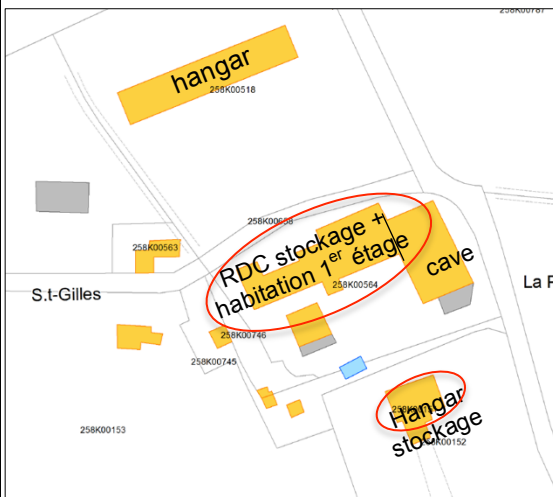 258K00787
hangar
258K00518
258K00658
258K00563
RDC stockage +
habitation 1er étage
cave
258K00564
S.t-Gilles
La
258K00746
258K00745
Hangar
stockage
258K00152
258K00153